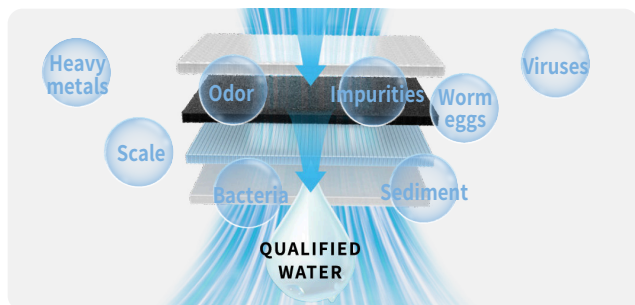 Heavy
metals
Odor
Impurities
Worm
eggs
Viruses
Scale
Bacteria
Sediment
QUALIFIED
WATER